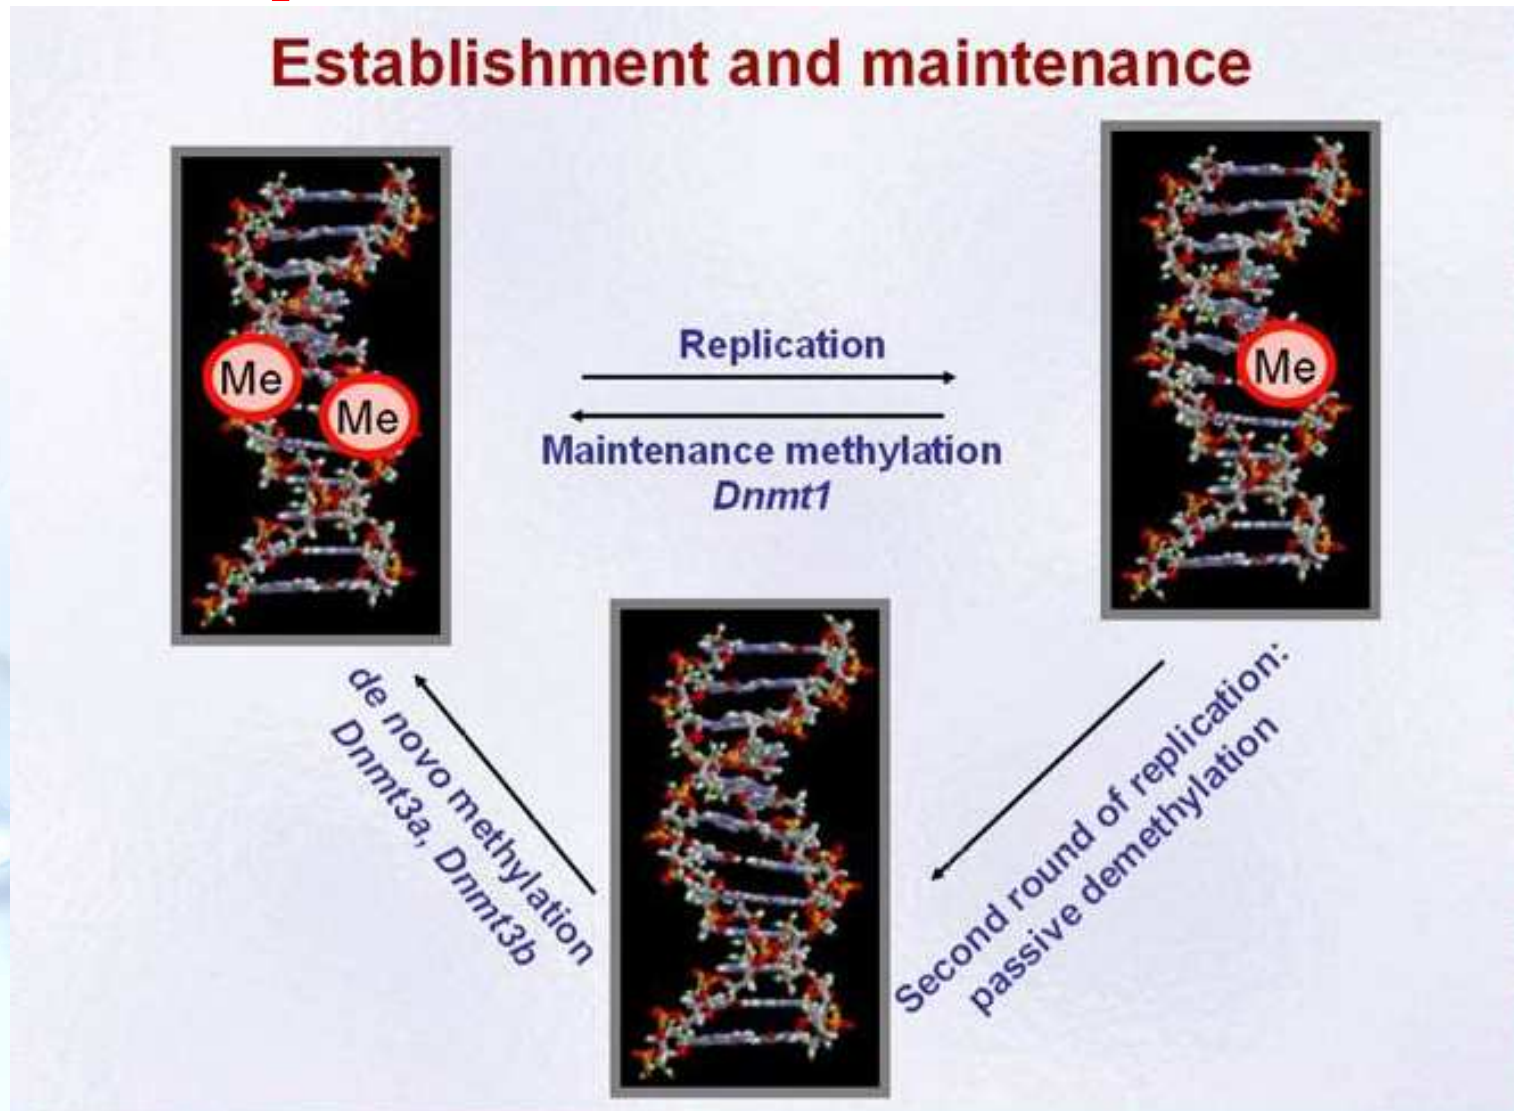 Establishment and maintenance
Me
Me
Me
Replication
Maintenance methylation
Dnmt1
de novo methylation
Dnmt3a, Dnmt3b
Second round of replication:
passive demethylation